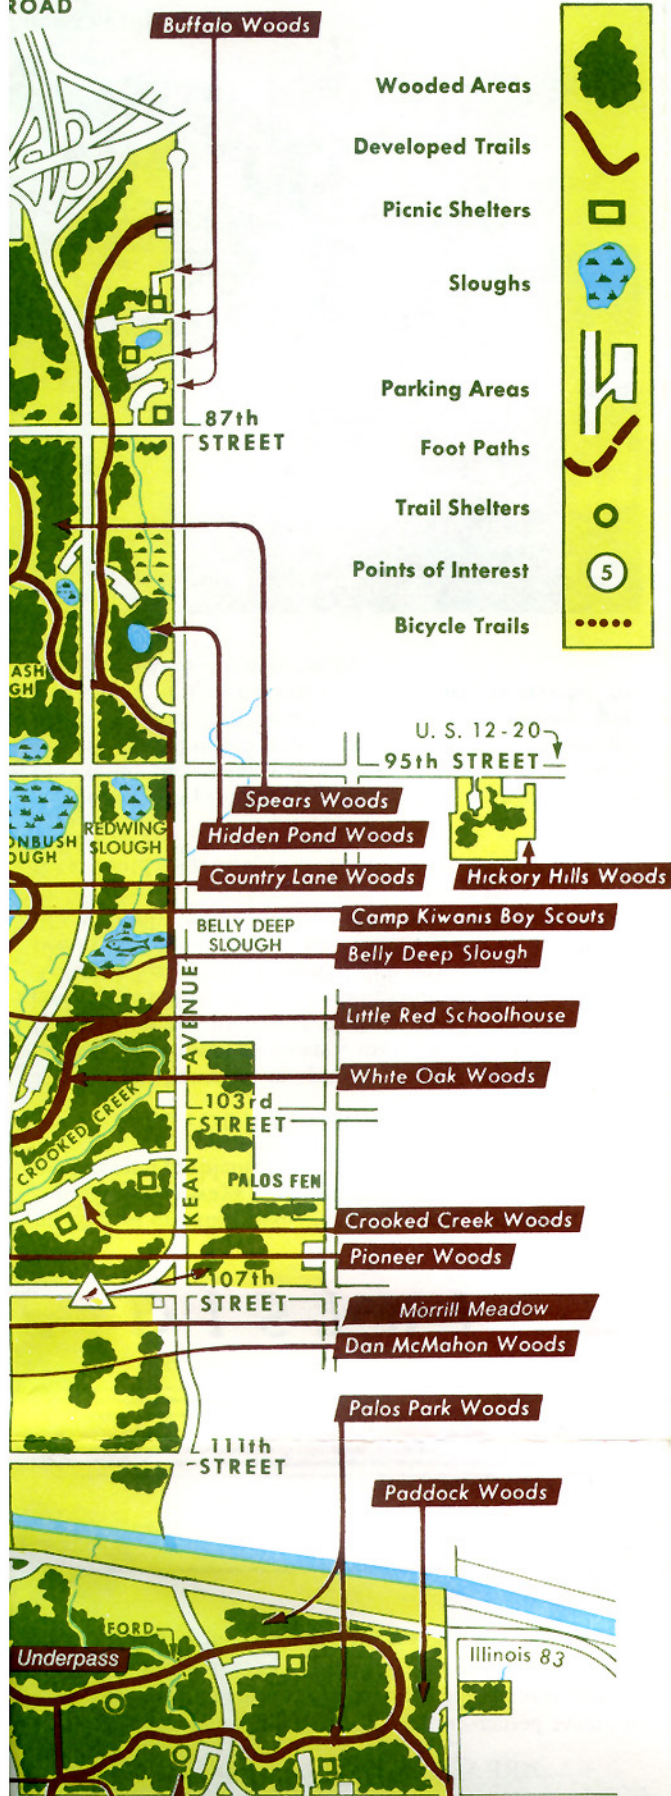 ROAD
Buffalo Woods
Wooded Areas
Developed Trails
Picnic Shelters
Sloughs
Parking Areas
Foot Paths
Trail Shelters
Points of Interest
5
Bicycle Trails
87th
STREET
ASH
GH
U. S. 12-20
95th STREET
Spears Woods
Hidden Pond Woods
Country Lane Woods
Hickory Hills Woods
ONBUSH
OUGH
REDWING
SLOUGH
Camp Kiwanis Boy Scouts
BELLY DEEP
SLOUGH
Belly Deep Slough
KEAN AVENUE
Little Red Schoolhouse
White Oak Woods
103rd
STREET
CROOKED CREEK
PALOS FEN
Crooked Creek Woods
Pioneer Woods
107th
STREET
Morrill Meadow
Dan McMahon Woods
Palos Park Woods
111th
STREET
Paddock Woods
FORD
Underpass
Illinois 83